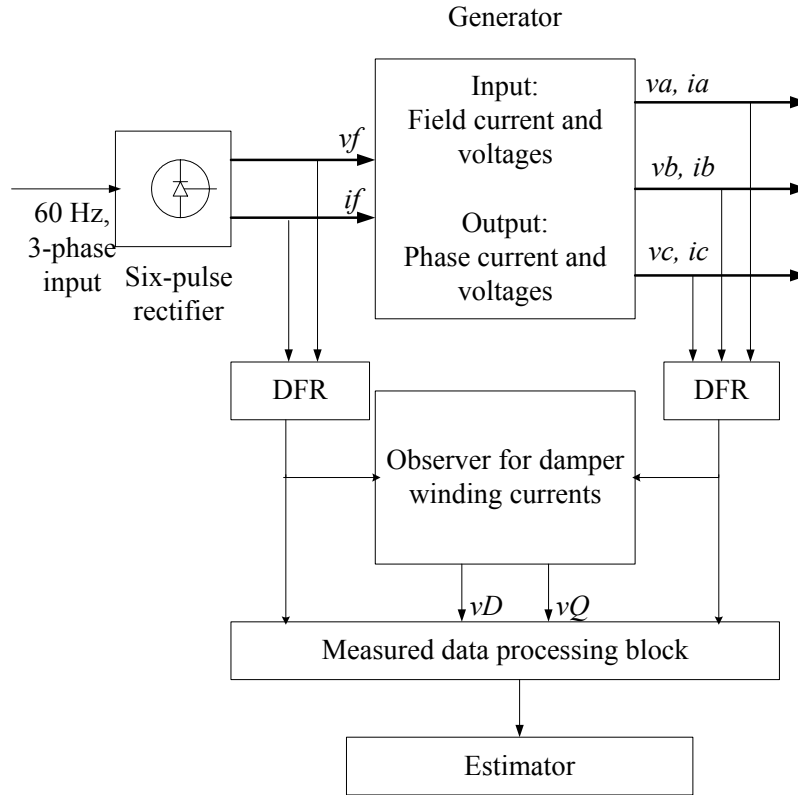 Generator
Input:
Field current and
voltages
Output:
Phase current and
voltages
va, ia
vb, ib
vc, ic
vf
if
60 Hz,
3-phase
input
Six-pulse
rectifier
DFR
DFR
Observer for damper
winding currents
vD
vQ
Measured data processing block
Estimator